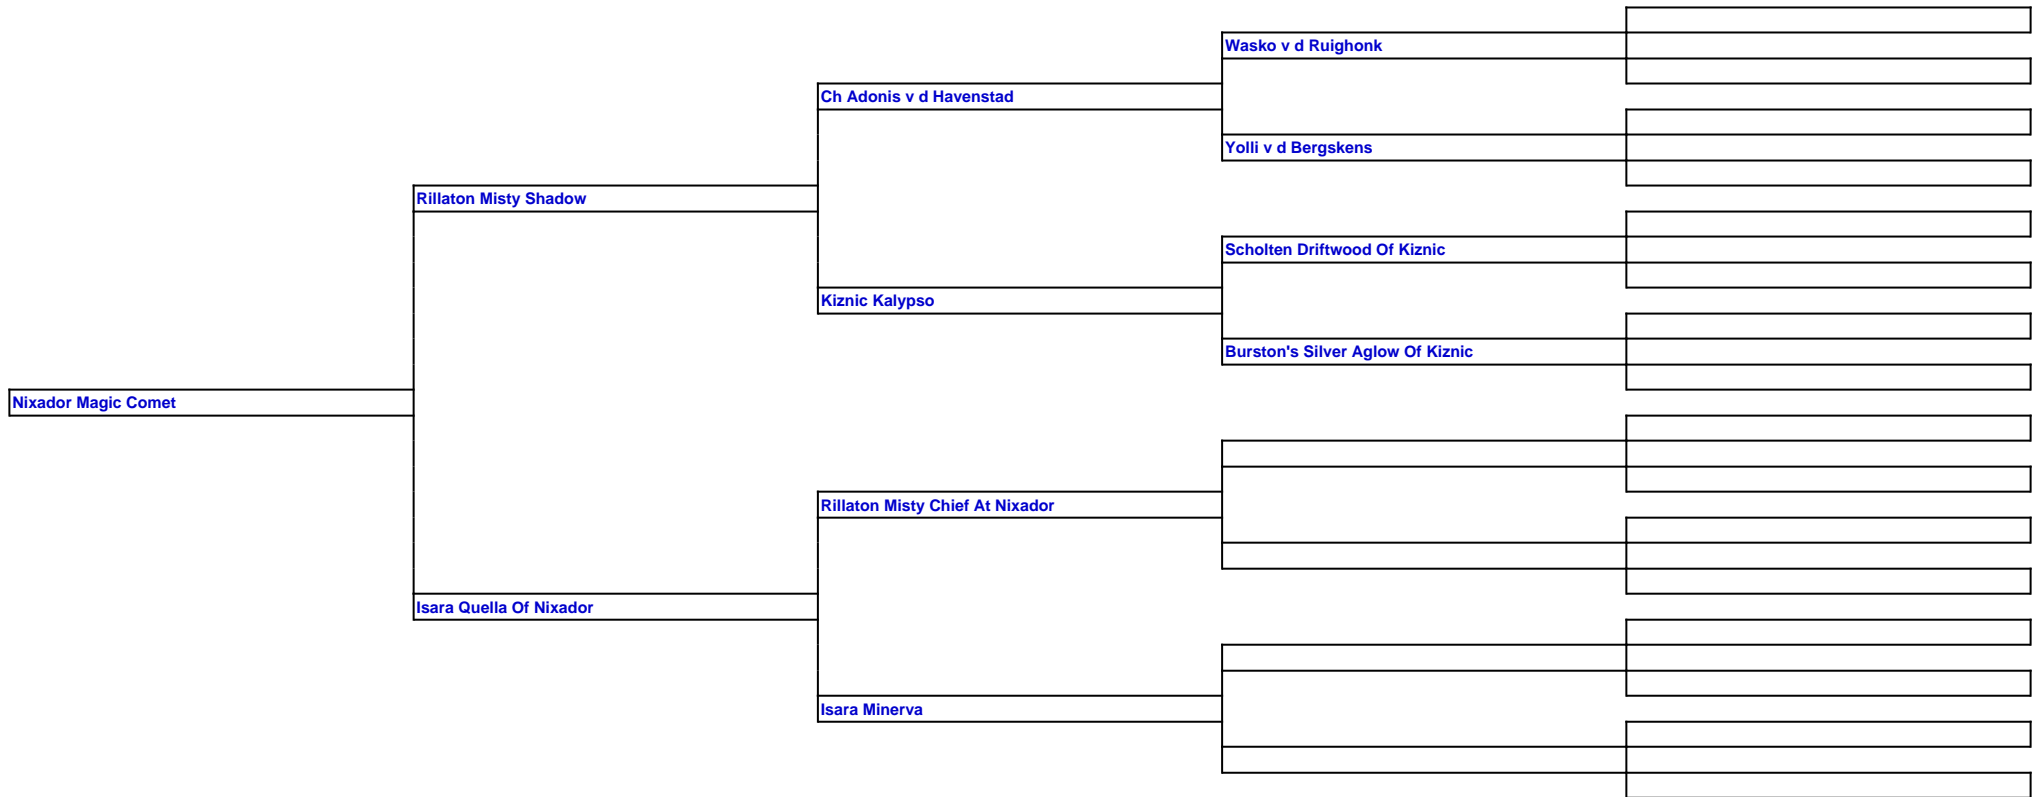 Wasko v d Ruighonk
Ch Adonis v d Havenstad
Yolli v d Bergskens
Rillaton Misty Shadow
Scholten Driftwood Of Kiznic
Kiznic Kalypso
Burston's Silver Aglow Of Kiznic
Nixador Magic Comet
Rillaton Misty Chief At Nixador
Isara Quella Of Nixador
Isara Minerva